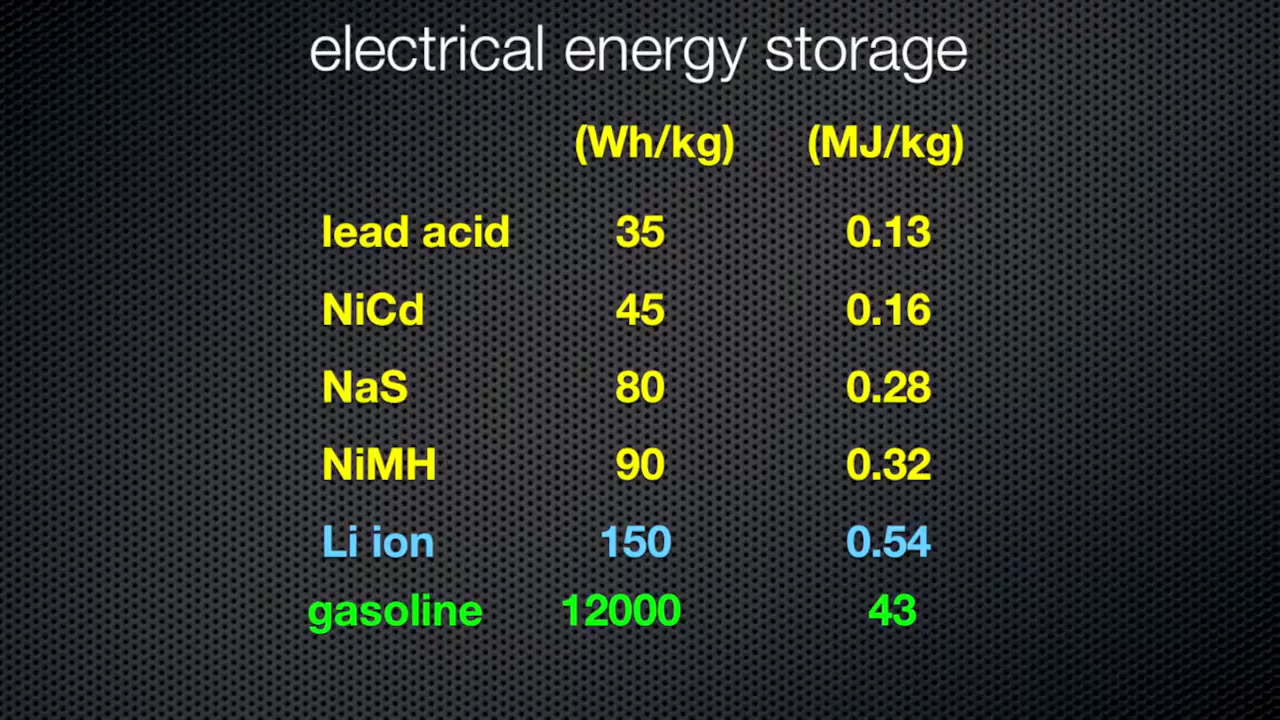 electrical energy storage
(Wh/kg) (MJ/kg)
lead acid 35 0.13
NiCd 45 0.16
NaS 80 0.28
NiMH 90 0.32
Li ion 150 0.54
gasoline 12000 43